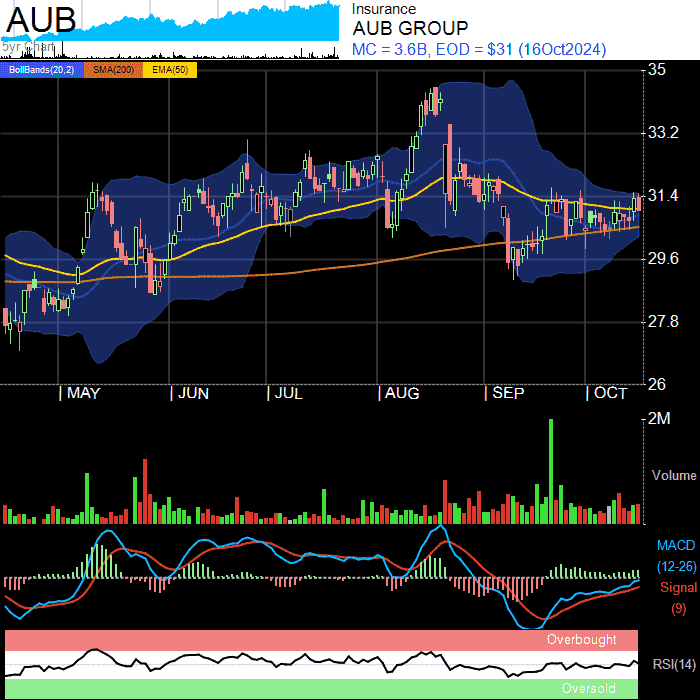 AUB
5yr Chart
Insurance
AUB GROUP
MC = 3.6B, EOD = $31 (16Oct2024)
BollBands(20,2) SMA(200) EMA(50)
35
33.2
31.4
29.6
27.8
26
MAY JUN JUL AUG SEP OCT
2M
Volume
MACD
(12-26)
Signal
(9)
Overbought
RSI(14)
Oversold